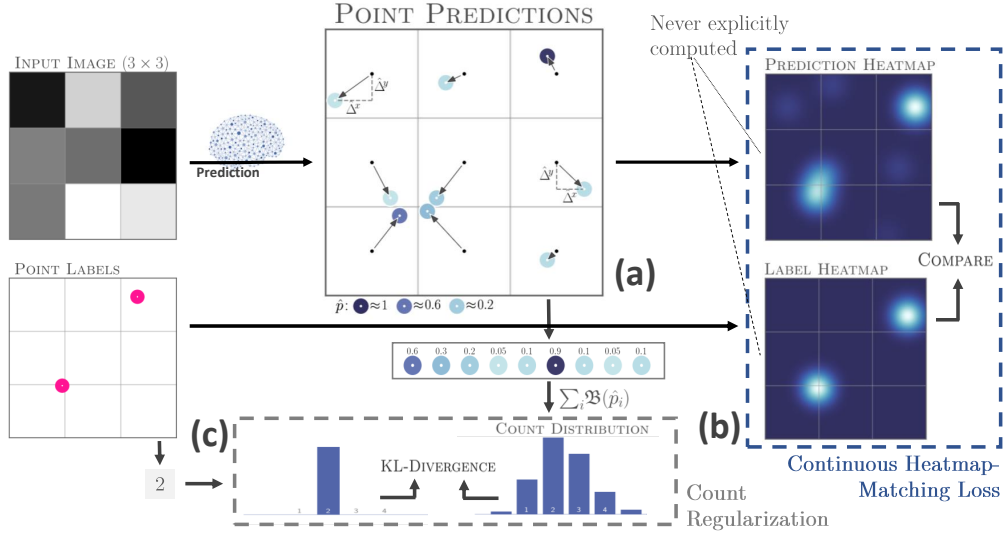 POINT PREDICTIONS
Never explicitly
computed
INPUT IMAGE (3 × 3)
PREDICTION HEATMAP
Δ̂ʸ
Δ̂ˣ
Prediction
Δ̂ʸ
Δ̂ˣ
(a)
COMPARE
POINT LABELS
LABEL HEATMAP
p̂: ≈1 ≈0.6 ≈0.2
0.6 0.3 0.2 0.05 0.1 0.9 0.1 0.05 0.1
∑ᵢ𝔅(p̂ᵢ)
(c)
(b)
COUNT DISTRIBUTION
KL-DIVERGENCE
2
1 2 3 4
1 2 3 4
Continuous Heatmap-
Matching Loss
Count
Regularization